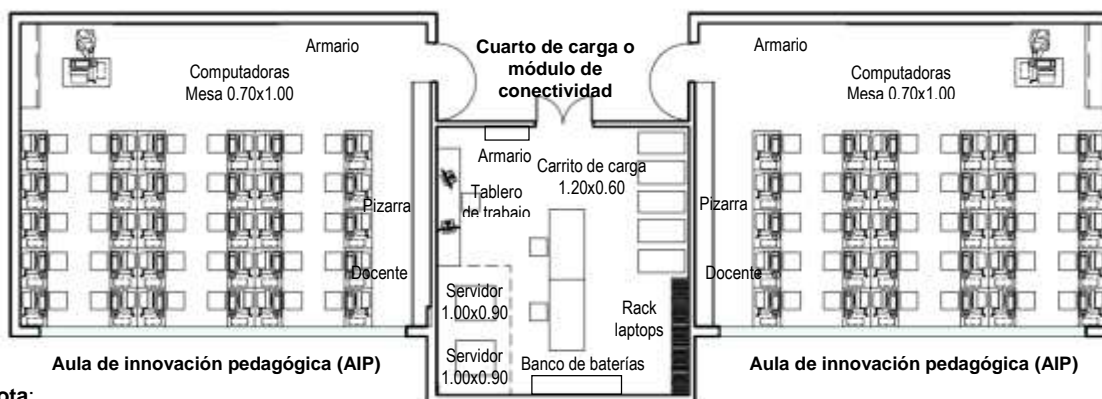 Armario
Computadoras
Mesa 0.70x1.00
Pizarra
Docente
Aula de innovación pedagógica (AIP)
Cuarto de carga o
módulo de
conectividad
Armario
Carrito de carga
1.20x0.60
Tablero
de trabajo
Servidor
1.00x0.90
Servidor
1.00x0.90
Rack
laptops
Banco de baterías
Armario
Computadoras
Mesa 0.70x1.00
Pizarra
Docente
Aula de innovación pedagógica (AIP)
ota: